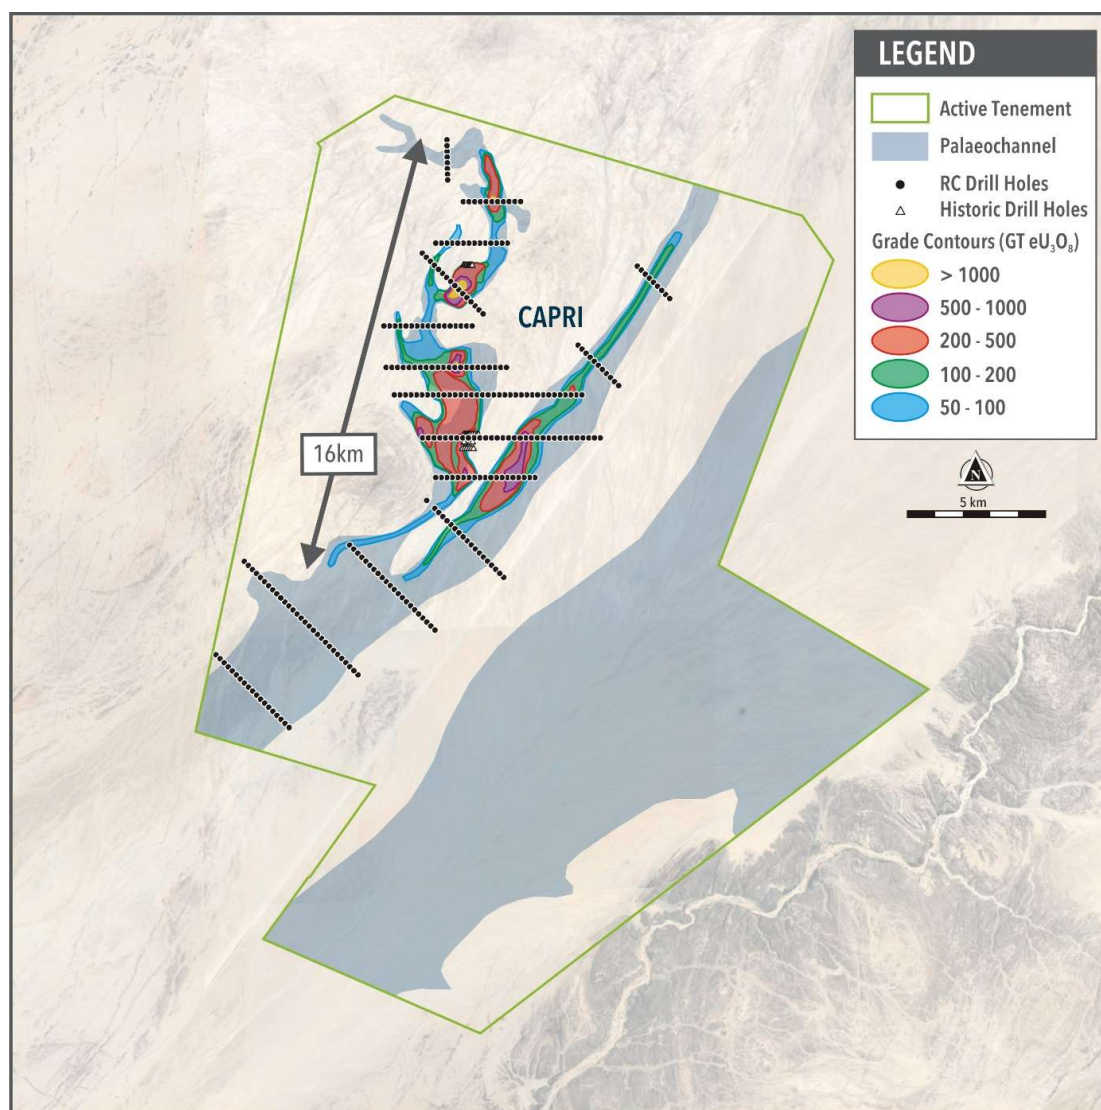 LEGEND
Active Tenement
Palaeochannel
RC Drill Holes
Historic Drill Holes
Grade Contours (GT eU₃O₈)
> 1000
500 - 1000
200 - 500
100 - 200
50 - 100
CAPRI
16km
N
5 km